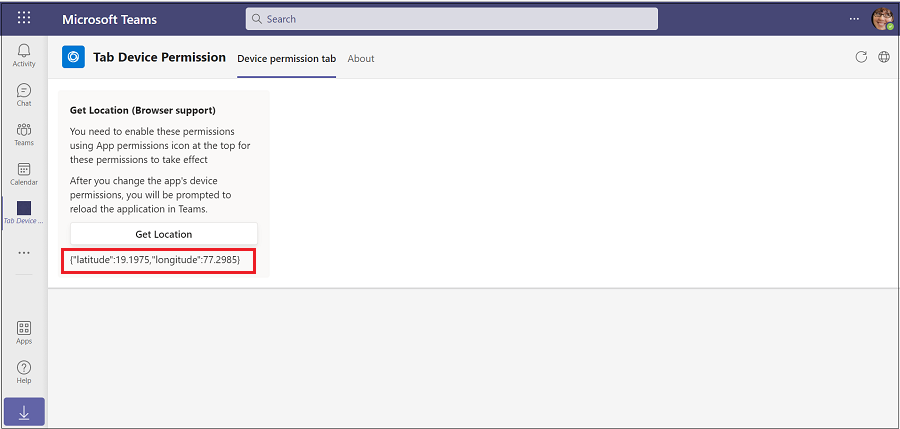 Microsoft Teams
Search
Activity
Chat
Teams
Calendar
Tab Device ...
Apps
Help
Tab Device Permission
Device permission tab
About
Get Location (Browser support)
You need to enable these permissions
using App permissions icon at the top for
these permissions to take effect
After you change the app's device
permissions, you will be prompted to
reload the application in Teams.
Get Location
{"latitude":19.1975,"longitude":77.2985}